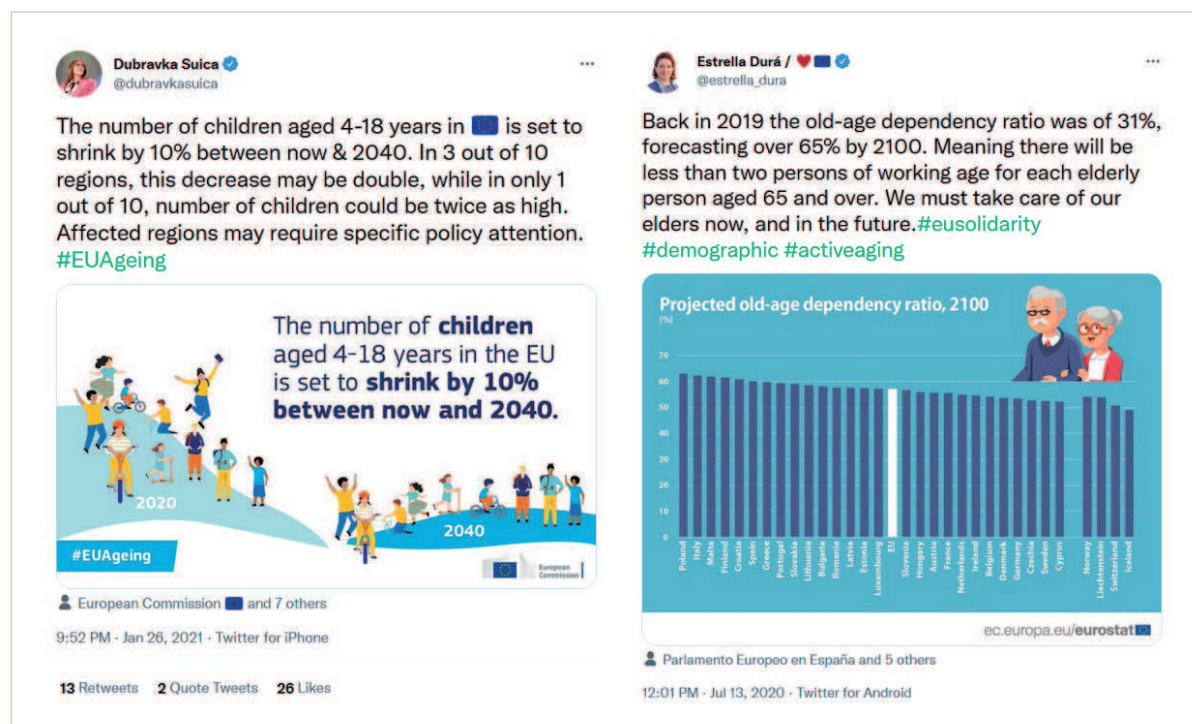 Dubravka Suica
@dubravkasuica
The number of children aged 4-18 years in 🇪🇺 is set to
shrink by 10% between now & 2040. In 3 out of 10
regions, this decrease may be double, while in only 1
out of 10, number of children could be twice as high.
Affected regions may require specific policy attention.
#EUAgeing
The number of children
aged 4-18 years in the EU
is set to shrink by 10%
between now and 2040.
2020
2040
#EUAgeing
European
Commission
European Commission 🇪🇺 and 7 others
9:52 PM · Jan 26, 2021 · Twitter for iPhone
13 Retweets 2 Quote Tweets 26 Likes
Estrella Durá / ❤️🇪🇺
@estrella_dura
Back in 2019 the old-age dependency ratio was of 31%,
forecasting over 65% by 2100. Meaning there will be
less than two persons of working age for each elderly
person aged 65 and over. We must take care of our
elders now, and in the future.#eusolidarity
#demographic #activeaging
Projected old-age dependency ratio, 2100
(%)
70
60
50
40
30
20
10
0
Poland
Italy
Malta
Finland
Croatia
Spain
Greece
Portugal
Slovakia
Lithuania
Bulgaria
Romania
Latvia
Estonia
Luxembourg
EU
Slovenia
Hungary
Austria
France
Netherlands
Ireland
Belgium
Denmark
Germany
Czechia
Sweden
Cyprus
Norway
Liechtenstein
Switzerland
Iceland
ec.europa.eu/eurostat
Parlamento Europeo en España and 5 others
12:01 PM · Jul 13, 2020 · Twitter for Android